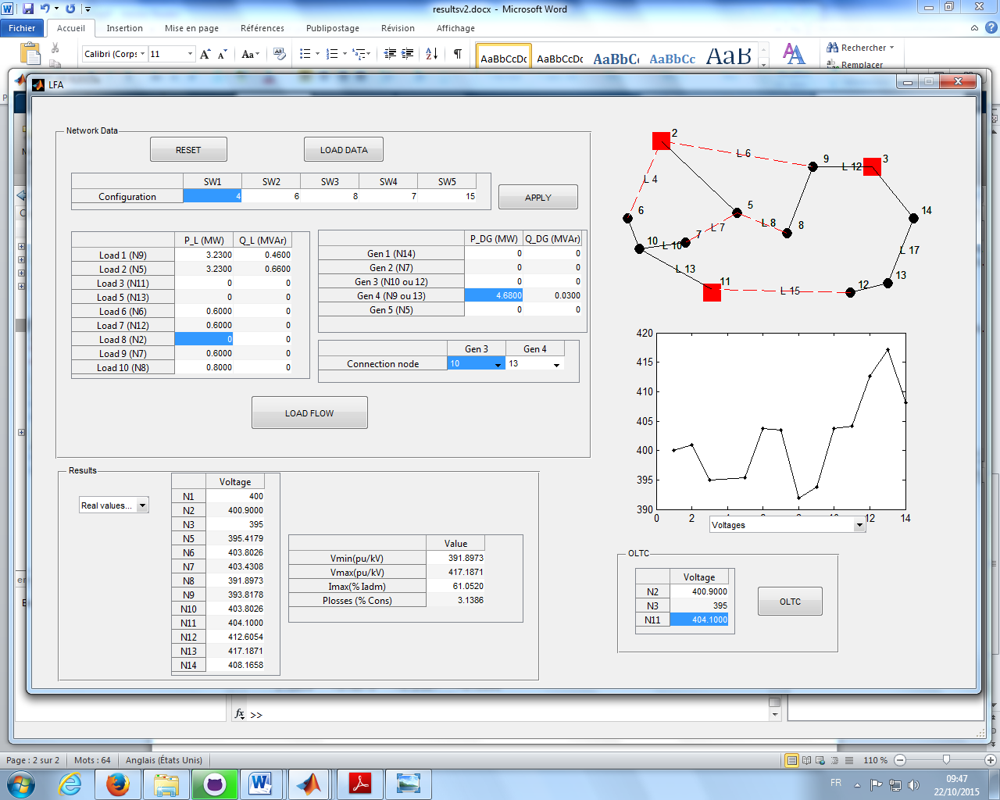 resultsv2.docx - Microsoft Word
Fichier Accueil Insertion Mise en page Références Publipostage Révision Affichage
Calibri (Corps 11 A A Aa AaBbCcDc AaBbCcDc AaBbCc AaBbCc AaB A Rechercher
Remplacer
LFA
Network Data
RESET LOAD DATA
SW1 SW2 SW3 SW4 SW5
Configuration 4 6 8 7 15
APPLY
P_L (MW) Q_L (MVAr)
Load 1 (N9) 3.2300 0.4600
Load 2 (N5) 3.2300 0.6600
Load 3 (N11) 0 0
Load 5 (N13) 0 0
Load 6 (N6) 0.6000 0
Load 7 (N12) 0.6000 0
Load 8 (N2) 0 0
Load 9 (N7) 0.6000 0
Load 10 (N8) 0.8000 0
P_DG (MW) Q_DG (MVAr)
Gen 1 (N14) 0 0
Gen 2 (N7) 0 0
Gen 3 (N10 ou 12) 0 0
Gen 4 (N9 ou 13) 4.6800 0.0300
Gen 5 (N5) 0 0
Gen 3 Gen 4
Connection node 10 13
LOAD FLOW
2
L 6
9
L 12
3
L 4
6
5
14
L 7
L 8
8
7
10
L 10
L 17
L 13
11
L 15
12
13
420
415
410
405
400
395
390
0 2 8 10 12 14
Voltages
Results
Real values...
Voltage
N1 400
N2 400.9000
N3 395
N5 395.4179
N6 403.8026
N7 403.4308
N8 391.8973
N9 393.8178
N10 403.8026
N11 404.1000
N12 412.6054
N13 417.1871
N14 408.1658
Value
Vmin(pu/kV) 391.8973
Vmax(pu/kV) 417.1871
Imax(% Iadm) 61.0520
Plosses (% Cons) 3.1386
OLTC
Voltage
N2 400.9000
N3 395
N11 404.1000
OLTC
fx >>
Page : 2 sur 2 Mots : 64 Anglais (États Unis) 110 %
FR 09:47
22/10/2015